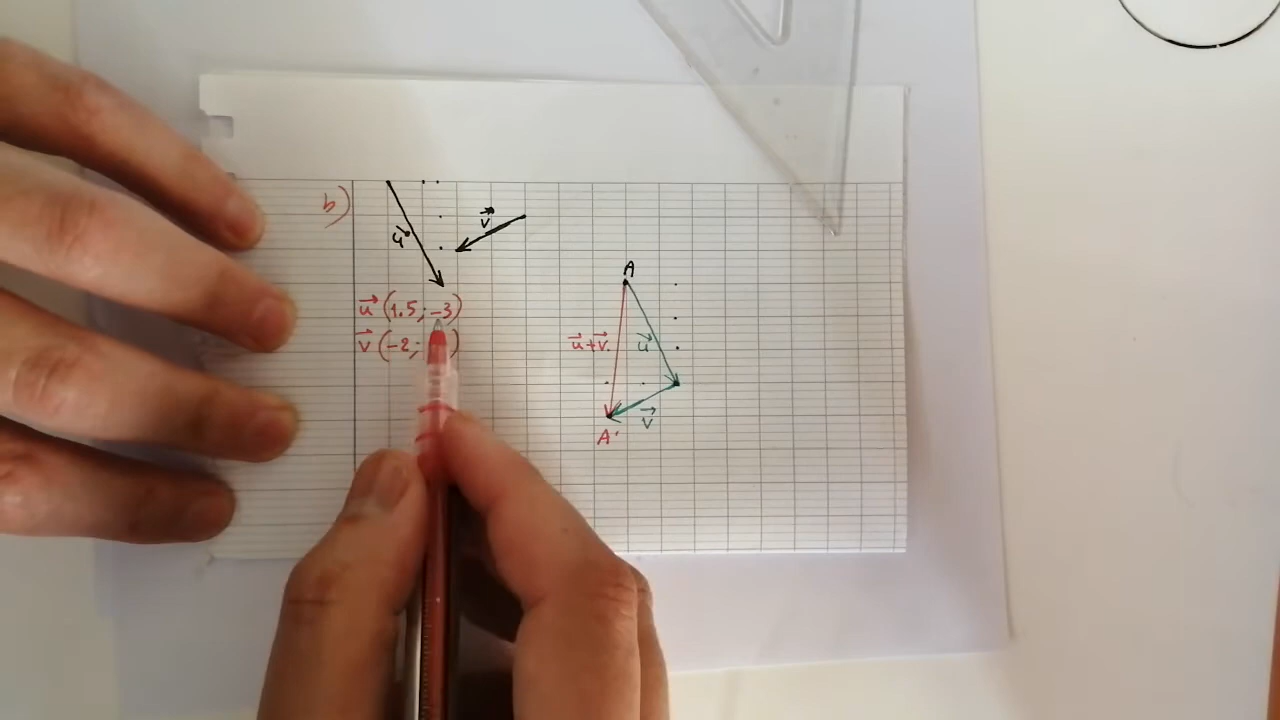 b)
u⃗
v⃗
u⃗ (1.5; -3)
v⃗ (-2;
A
u⃗+v⃗
u⃗
v⃗
A'